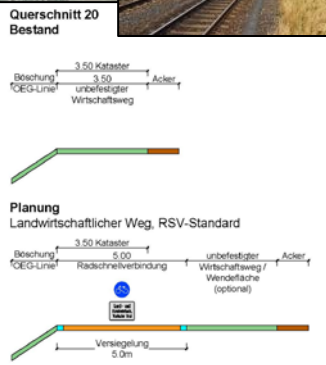 Querschnitt 20
Bestand
3.50 Kataster
Böschung 3.50 Acker
OEG-Linie unbefestigter
Wirtschaftsweg
Planung
Landwirtschaftlicher Weg, RSV-Standard
3.50 Kataster
Böschung 5.00 unbefestigter Acker
OEG-Linie Radschnellverbindung Wirtschaftsweg /
Wendefläche
(optional)
Versiegelung
5.0m